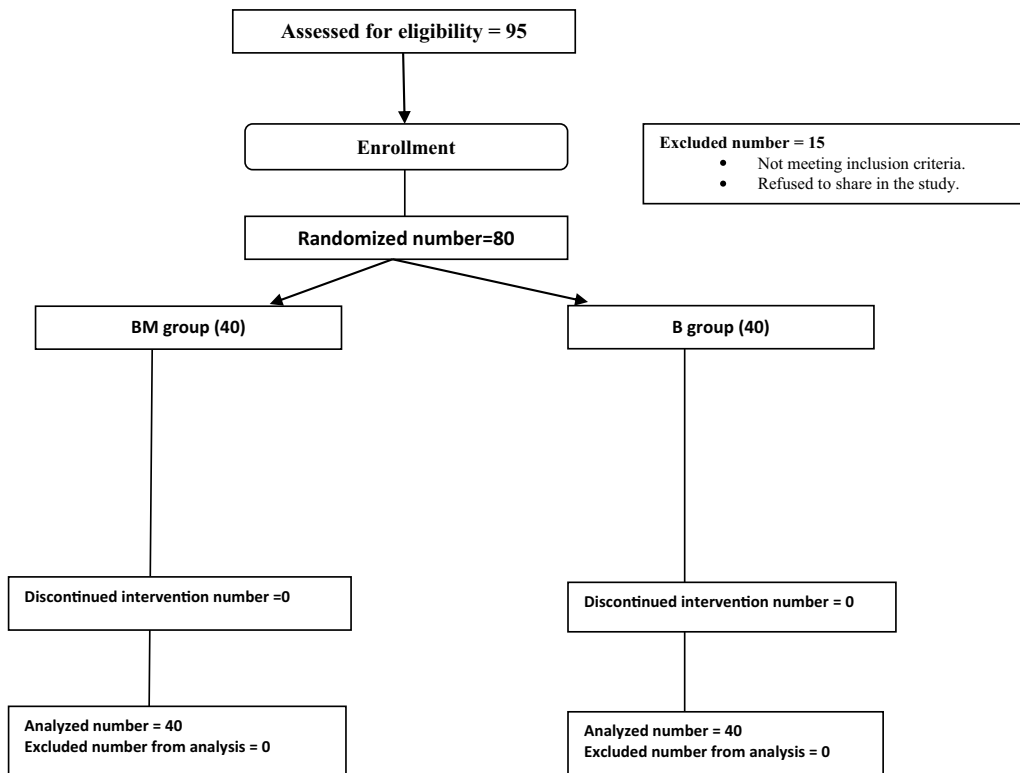 Assessed for eligibility = 95
Enrollment
Excluded number = 15
• Not meeting inclusion criteria.
• Refused to share in the study.
Randomized number=80
BM group (40)
B group (40)
Discontinued intervention number =0
Discontinued intervention number = 0
Analyzed number = 40
Excluded number from analysis = 0
Analyzed number = 40
Excluded number from analysis = 0